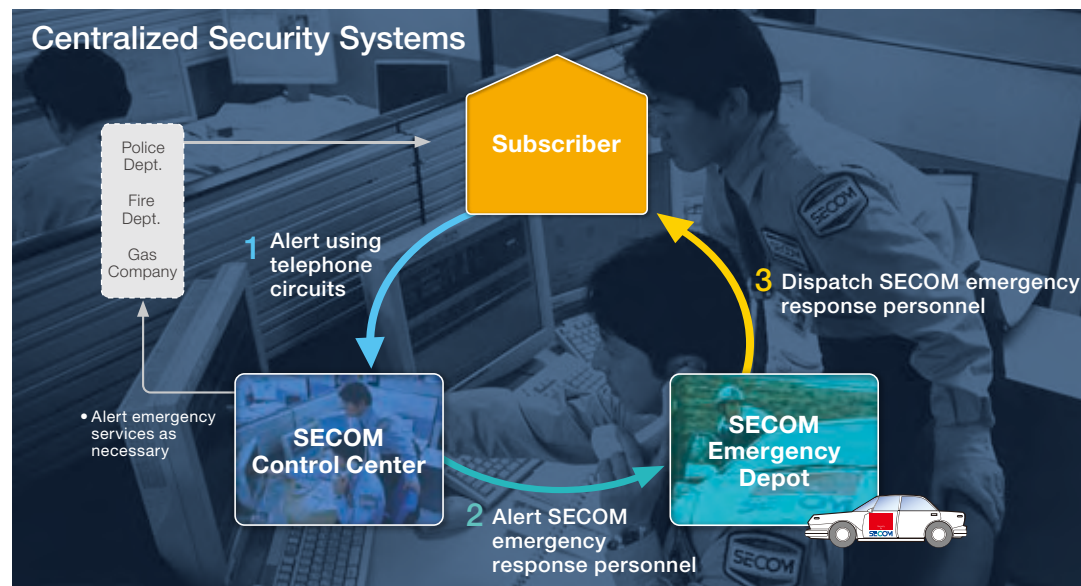 Centralized Security Systems
Subscriber
Police
Dept.
Fire
Dept.
Gas
Company
1 Alert using
telephone
circuits
3 Dispatch SECOM emergency
response personnel
• Alert emergency
services as
necessary
SECOM
Control Center
SECOM
Emergency
Depot
2 Alert SECOM
emergency
response personnel
SECOM
SECOM
SECOM
SECOM